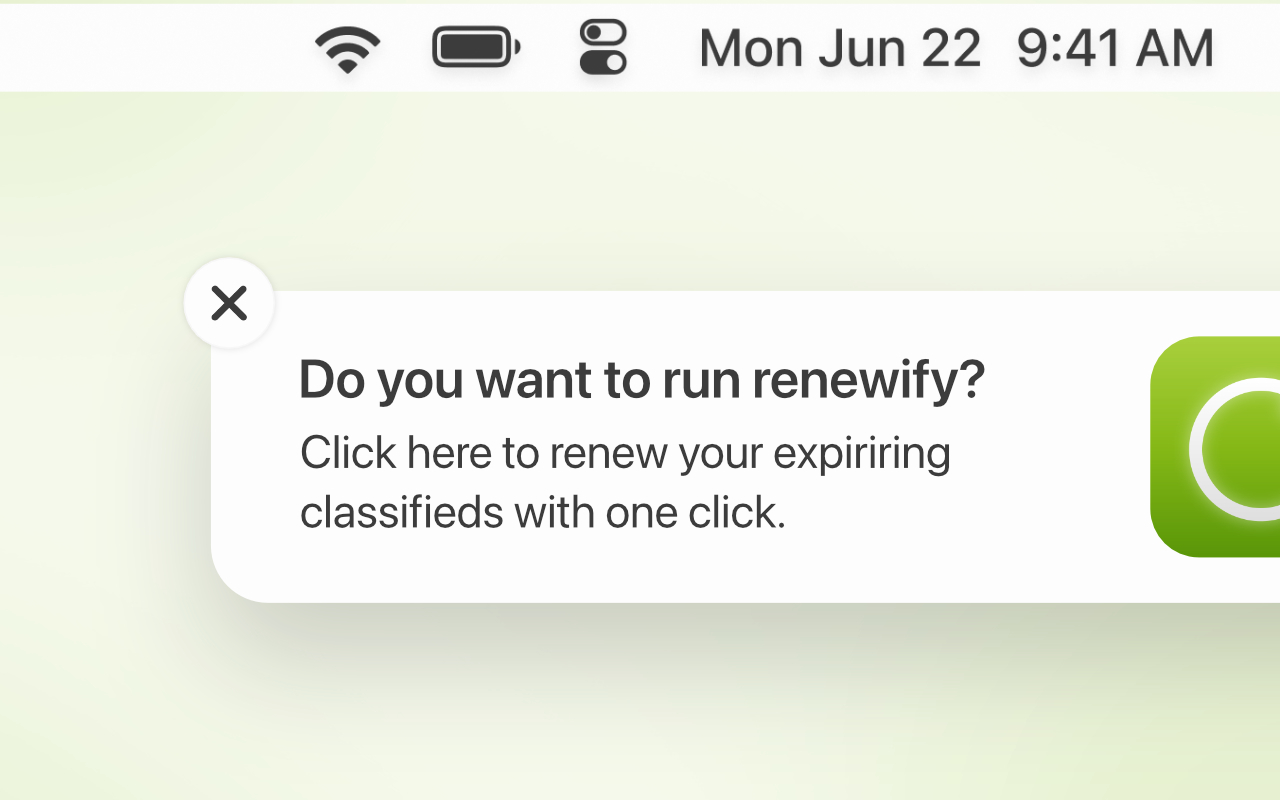 Mon Jun 22 9:41 AM
Do you want to run renewify?
Click here to renew your expiriring
classifieds with one click.